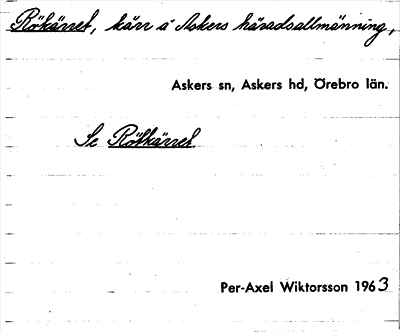 Rökärret, kärr å Askers häradsallmänning,
Askers sn, Askers hd, Örebro län.
Se Rötkärret
Per-Axel Wiktorsson 1963